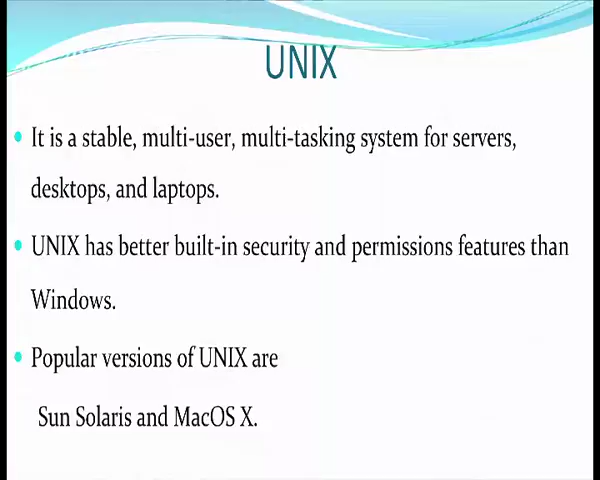 UNIX
It is a stable, multi-user, multi-tasking system for servers,
desktops, and laptops.
UNIX has better built-in security and permissions features than
Windows.
Popular versions of UNIX are
Sun Solaris and MacOS X.